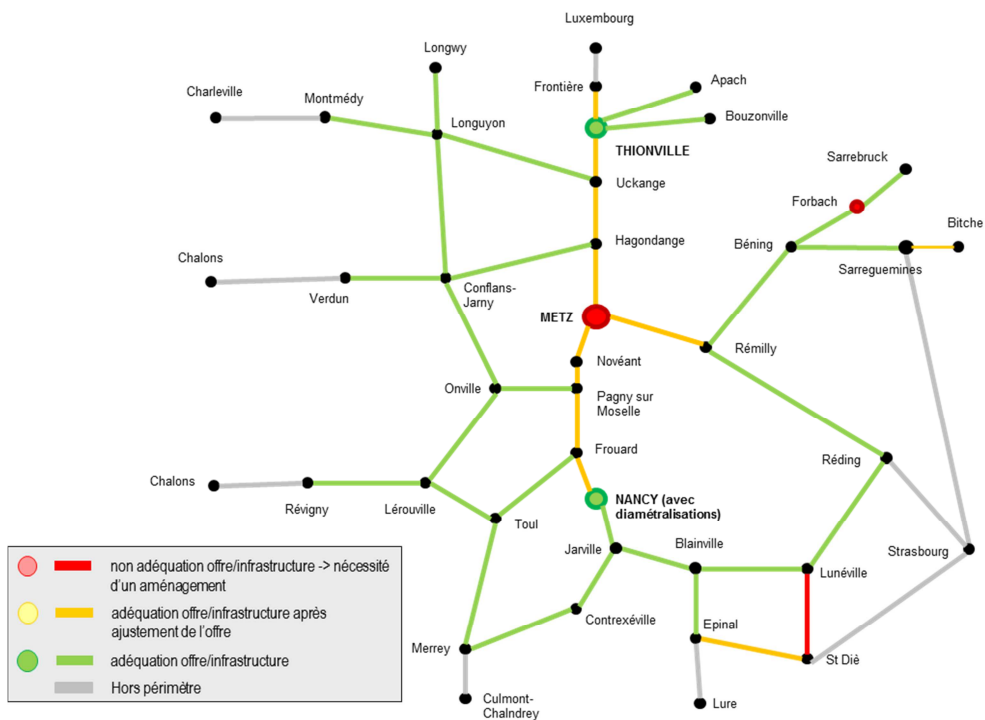 Luxembourg
Longwy
Frontière
Apach
Charleville
Montmédy
Bouzonville
Longuyon
THIONVILLE
Sarrebruck
Uckange
Forbach
Bitche
Hagondange
Béning
Chalons
Sarreguemines
Verdun
Conflans-
Jarny
METZ
Rémilly
Novéant
Onville
Pagny sur
Moselle
Frouard
Réding
Chalons
NANCY (avec
diamétralisations)
Révigny
Lérouville
Toul
Jarville
Blainville
Strasbourg
Lunéville
Contrexéville
Epinal
Merrey
St Diè
Culmont-
Chalndrey
Lure
non adéquation offre/infrastructure -> nécessité
d'un aménagement
adéquation offre/infrastructure après
ajustement de l'offre
adéquation offre/infrastructure
Hors périmètre